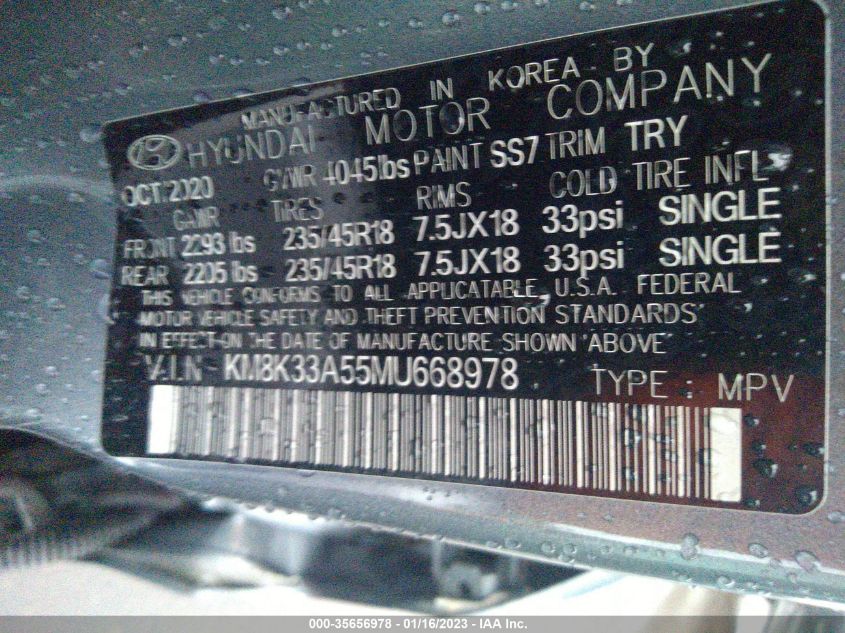 MANUFACTURED IN KOREA BY
HYUNDAI MOTOR COMPANY
OCT/2020 GVWR 4045lbs PAINT SS7 TRIM TRY
GAWR TIRES RIMS COLD TIRE INFL
FRONT 2293 lbs 235/45R18 7.5JX18 33psi SINGLE
REAR 2205 lbs 235/45R18 7.5JX18 33psi SINGLE
THIS VEHICLE CONFORMS TO ALL APPLICATABLE, U.S.A. FEDERAL
MOTOR VEHICLE SAFETY AND THEFT PREVENTION STANDARDS
IN EFFECT ON THE DATE OF MANUFACTURE SHOWN ABOVE
V.I.N KM8K33A55MU668978 TYPE : MPV
000-35656978 - 01/16/2023 - IAA Inc.